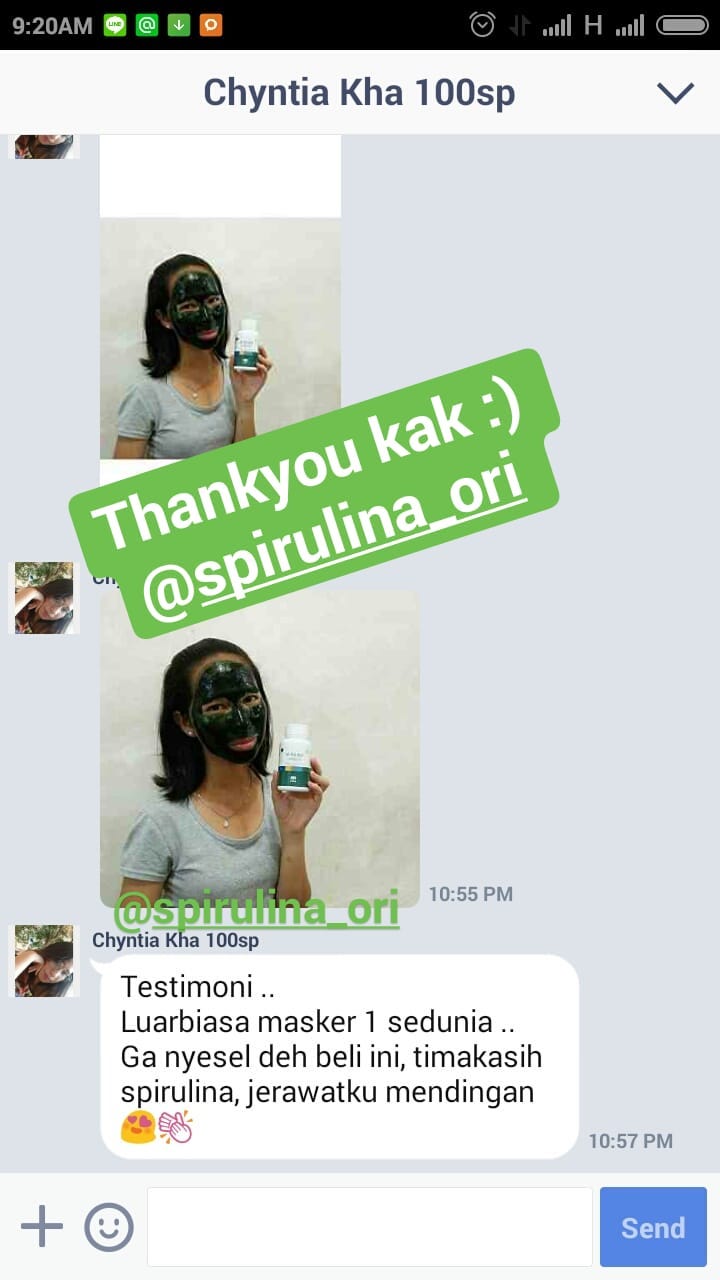 9:20AM
H
Chyntia Kha 100sp
Thankyou kak :)
@spirulina_ori
10:55 PM
@spirulina_ori
Chyntia Kha 100sp
Testimoni ..
Luarbiasa masker 1 sedunia ..
Ga nyesel deh beli ini, timakasih
spirulina, jerawatku mendingan
😍👏
10:57 PM
Send